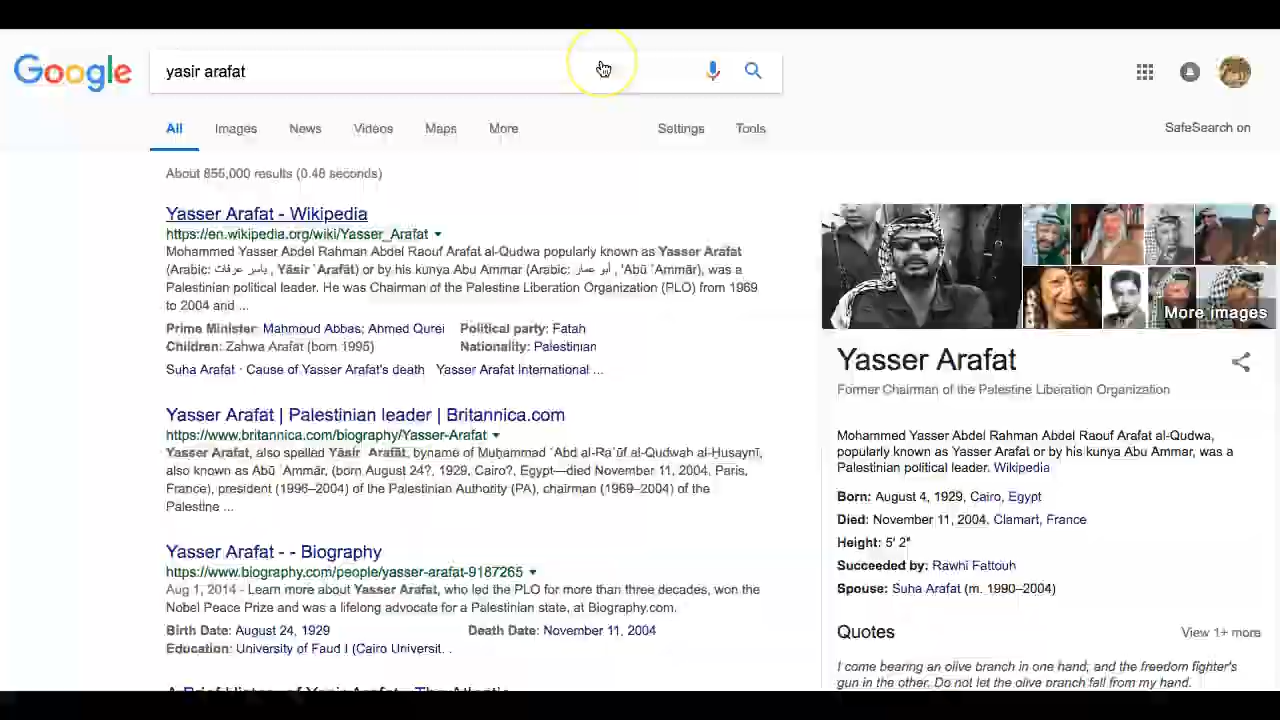 Google
yasir arafat
All Images News Videos Maps More Settings Tools
SafeSearch on
About 855,000 results (0.48 seconds)
Yasser Arafat - Wikipedia
https://en.wikipedia.org/wiki/Yasser_Arafat
Mohammed Yasser Abdel Rahman Abdel Raouf Arafat al-Qudwa popularly known as Yasser Arafat
(Arabic: ياسر عرفات , Yāsir ʿArafāt) or by his kunya Abu Ammar (Arabic: أبو عمار , 'Abū ʿAmmār), was a
Palestinian political leader. He was Chairman of the Palestine Liberation Organization (PLO) from 1969
to 2004 and ...
Prime Minister: Mahmoud Abbas; Ahmed Qurei Political party: Fatah
Children: Zahwa Arafat (born 1995) Nationality: Palestinian
Suha Arafat · Cause of Yasser Arafat's death Yasser Arafat International ...
Yasser Arafat | Palestinian leader | Britannica.com
https://www.britannica.com/biography/Yasser-Arafat
Yasser Arafat, also spelled Yāsir ʿArafāt, byname of Muḥammad ʿAbd al-Raʾūf al-Qudwah al-Ḥusaynī,
also known as Abū ʿAmmār, (born August 24?, 1929, Cairo?, Egypt—died November 11, 2004, Paris,
France), president (1996–2004) of the Palestinian Authority (PA), chairman (1969–2004) of the
Palestine ...
Yasser Arafat - - Biography
https://www.biography.com/people/yasser-arafat-9187265
Aug 1, 2014 - Learn more about Yasser Arafat, who led the PLO for more than three decades, won the
Nobel Peace Prize and was a lifelong advocate for a Palestinian state, at Biography.com.
Birth Date: August 24, 1929 Death Date: November 11, 2004
Education: University of Faud I (Cairo Universit...
A Brief History of Yasir Arafat - The Atlantic
More images
Yasser Arafat
Former Chairman of the Palestine Liberation Organization
Mohammed Yasser Abdel Rahman Abdel Raouf Arafat al-Qudwa,
popularly known as Yasser Arafat or by his kunya Abu Ammar, was a
Palestinian political leader. Wikipedia
Born: August 4, 1929, Cairo, Egypt
Died: November 11, 2004, Clamart, France
Height: 5' 2"
Succeeded by: Rawhi Fattouh
Spouse: Suha Arafat (m. 1990–2004)
Quotes View 1+ more
I come bearing an olive branch in one hand, and the freedom fighter's
gun in the other. Do not let the olive branch fall from my hand.